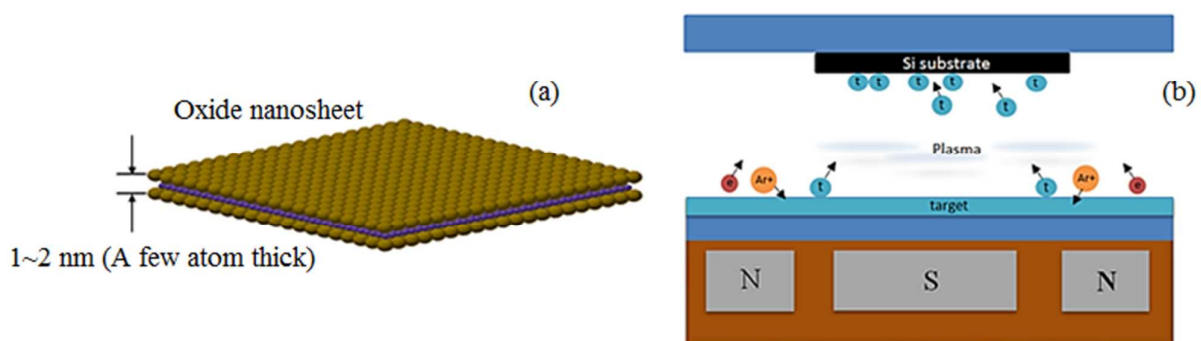 (a)
Oxide nanosheet
1~2 nm (A few atom thick)
Si substrate
t t t t t
t t
(b)
Plasma
e Ar+ t t Ar+ e
target
N S N